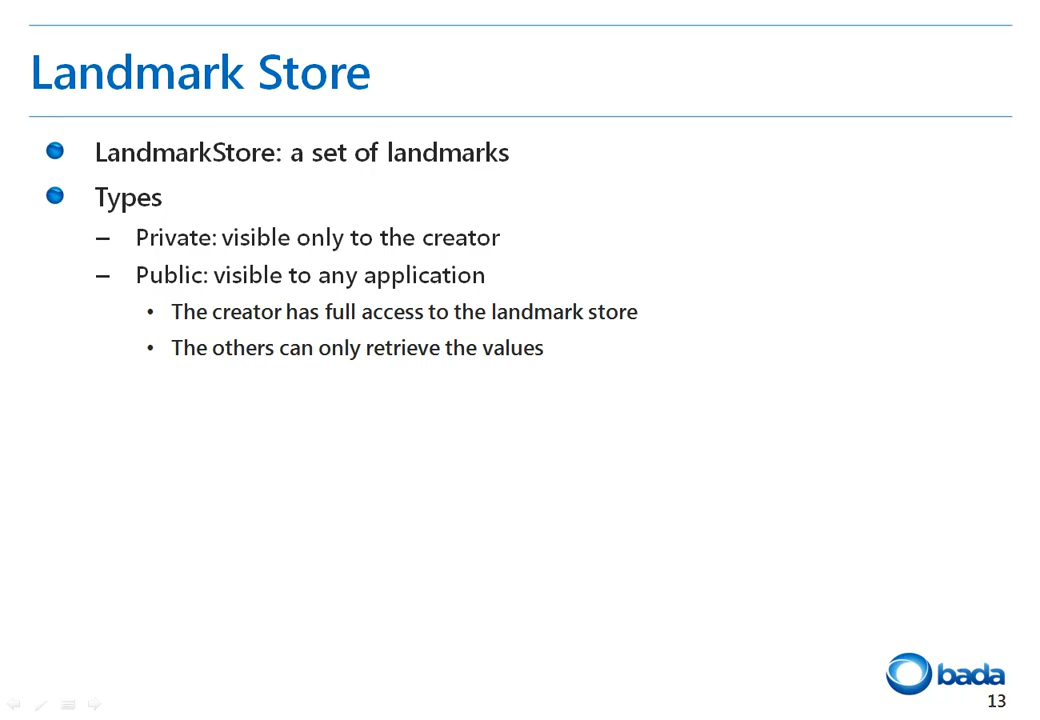 Landmark Store
LandmarkStore: a set of landmarks
Types
– Private: visible only to the creator
– Public: visible to any application
• The creator has full access to the landmark store
• The others can only retrieve the values
bada
13